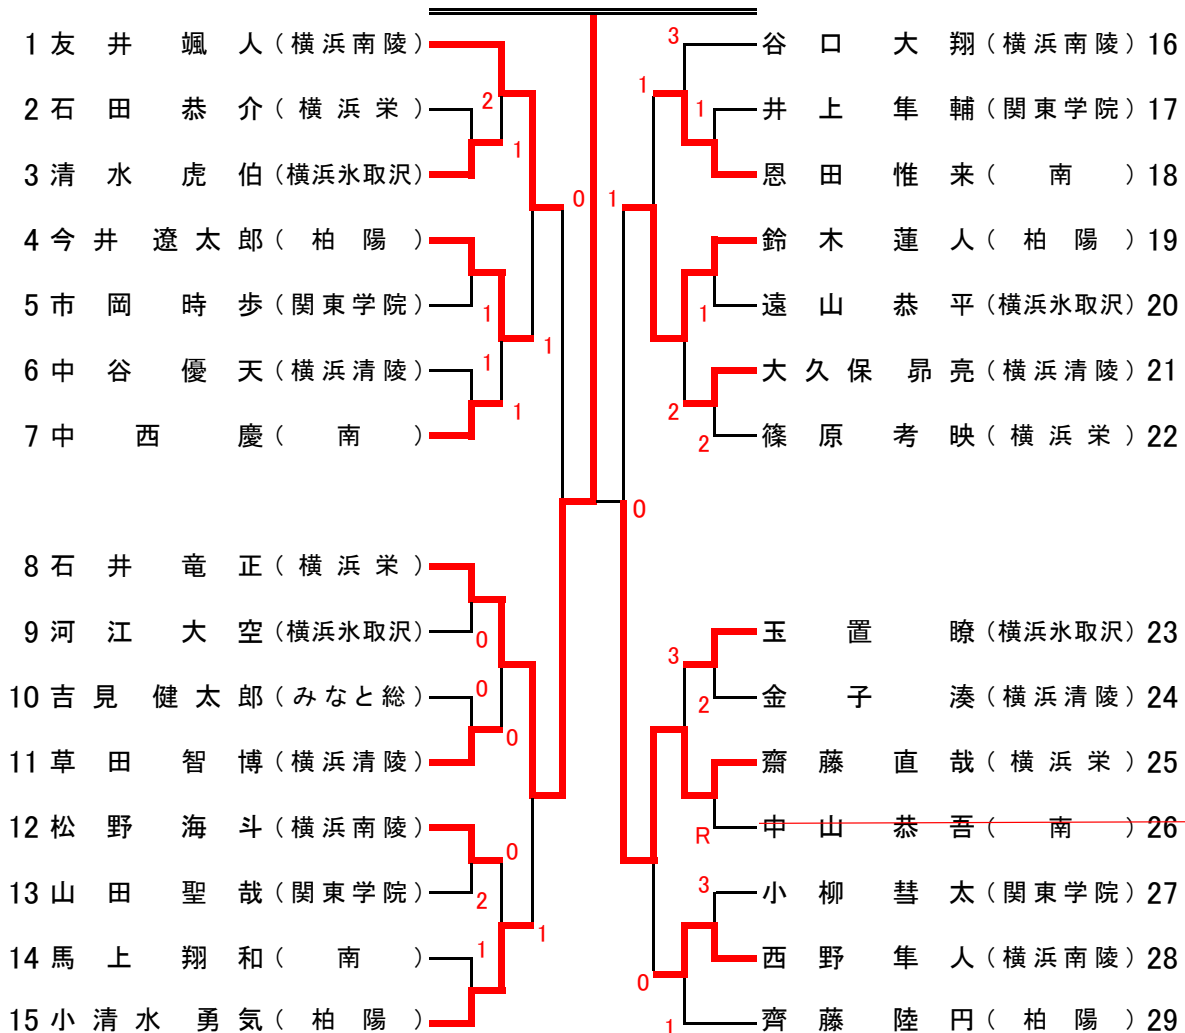 1 友井 颯人 (横浜南陵)
2 石田 恭介 (横浜栄)
3 清水 虎伯 (横浜氷取沢)
4 今井 遼太郎 (柏陽)
5 市岡 時歩 (関東学院)
6 中谷 優天 (横浜清陵)
7 中西 慶 (南)
8 石井 竜正 (横浜栄)
9 河江 大空 (横浜氷取沢)
10 吉見 健太郎 (みなと総)
11 草田 智博 (横浜清陵)
12 松野 海斗 (横浜南陵)
13 山田 聖哉 (関東学院)
14 馬上 翔和 (南)
15 小清水 勇気 (柏陽)
2
1
0
1
1
1
1
0
0
0
0
2
1
1
3
1
1
1
1
2
2
0
3
2
R
3
0
1
谷口 大翔 (横浜南陵) 16
井上 隼輔 (関東学院) 17
恩田 惟来 (南) 18
鈴木 蓮人 (柏陽) 19
遠山 恭平 (横浜氷取沢) 20
大久保 昴亮 (横浜清陵) 21
篠原 考映 (横浜栄) 22
玉置 瞭 (横浜氷取沢) 23
金子 湊 (横浜清陵) 24
齋藤 直哉 (横浜栄) 25
中山 恭吾 (南) 26
小柳 彗太 (関東学院) 27
西野 隼人 (横浜南陵) 28
齊藤 陸円 (柏陽) 29